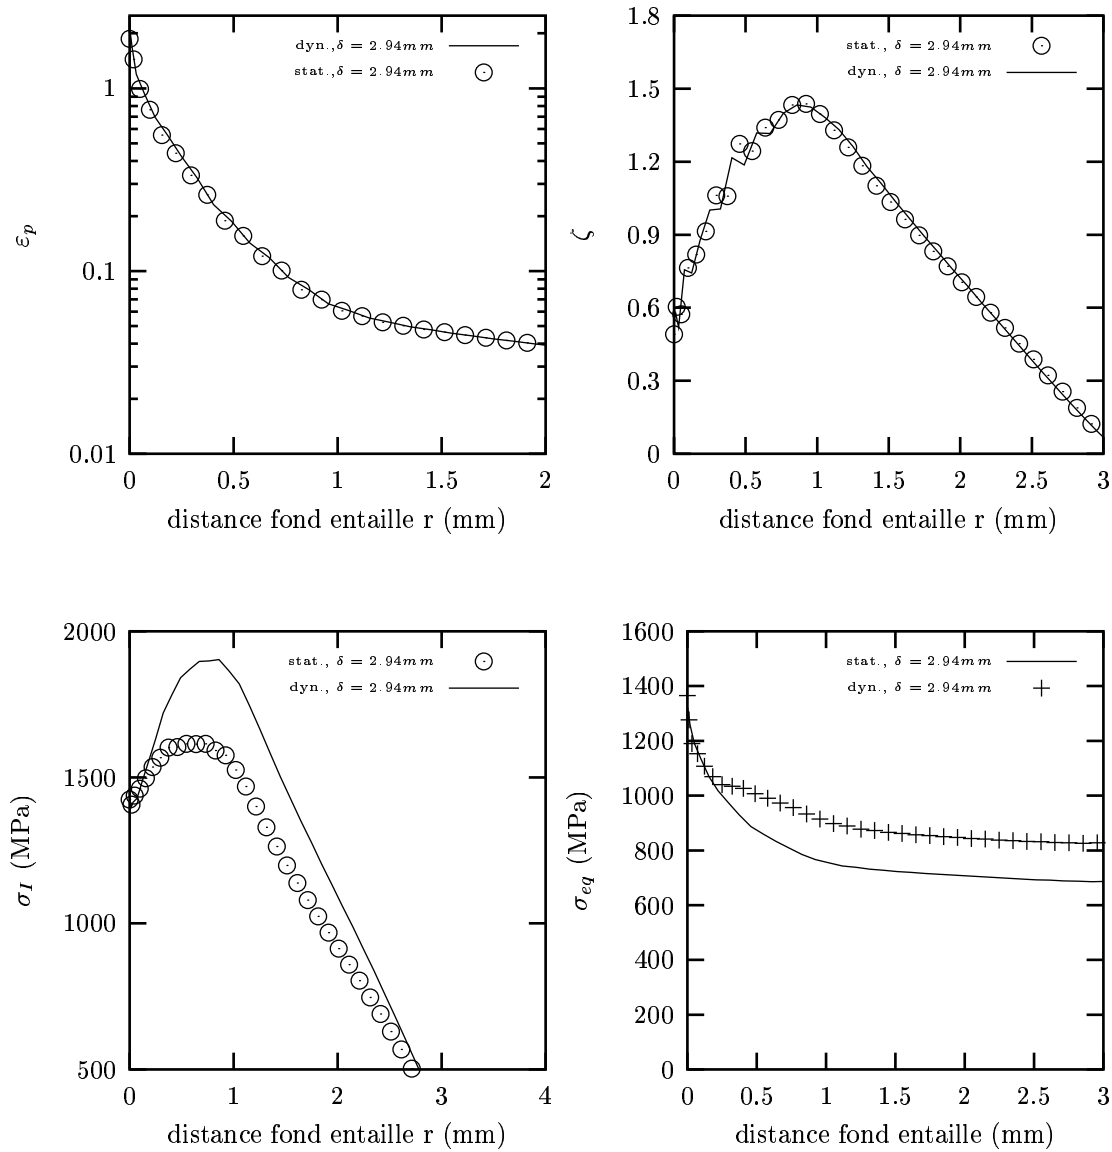 dyn.,δ = 2.94mm
stat.,δ = 2.94mm
1
0.1
0.01
ε_p
0
0.5
1
1.5
2
distance fond entaille r (mm)
stat., δ = 2.94mm
dyn., δ = 2.94mm
1.8
1.5
1.2
0.9
0.6
0.3
0
ζ
0
0.5
1
1.5
2
2.5
3
distance fond entaille r (mm)
stat., δ = 2.94mm
dyn., δ = 2.94mm
2000
1500
1000
500
σ_I (MPa)
0
1
2
3
4
distance fond entaille r (mm)
stat., δ = 2.94mm
dyn., δ = 2.94mm
1600
1400
1200
1000
800
600
400
200
0
σ_eq (MPa)
0
0.5
1
1.5
2
2.5
3
distance fond entaille (mm)